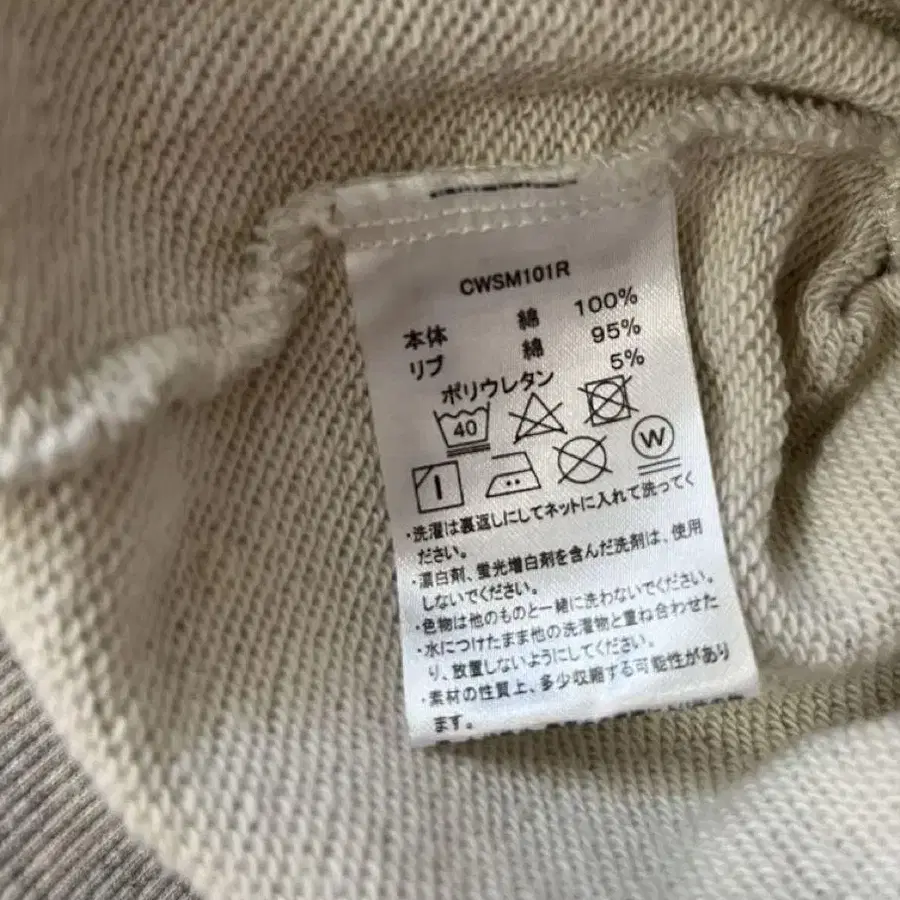 CWSM101R
本体 綿 100%
リブ 綿 95%
ポリウレタン 5%
40
W
・洗濯は裏返しにしてネットに入れて洗ってく
ださい。
・漂白剤、蛍光増白剤を含んだ洗剤は、使用
しないでください。
・色物は他のものと一緒に洗わないでください。
・水につけたまま他の洗濯物と重ね合わせた
り、放置しないようにしてください。
・素材の性質上、多少収縮する可能性があり
ます。